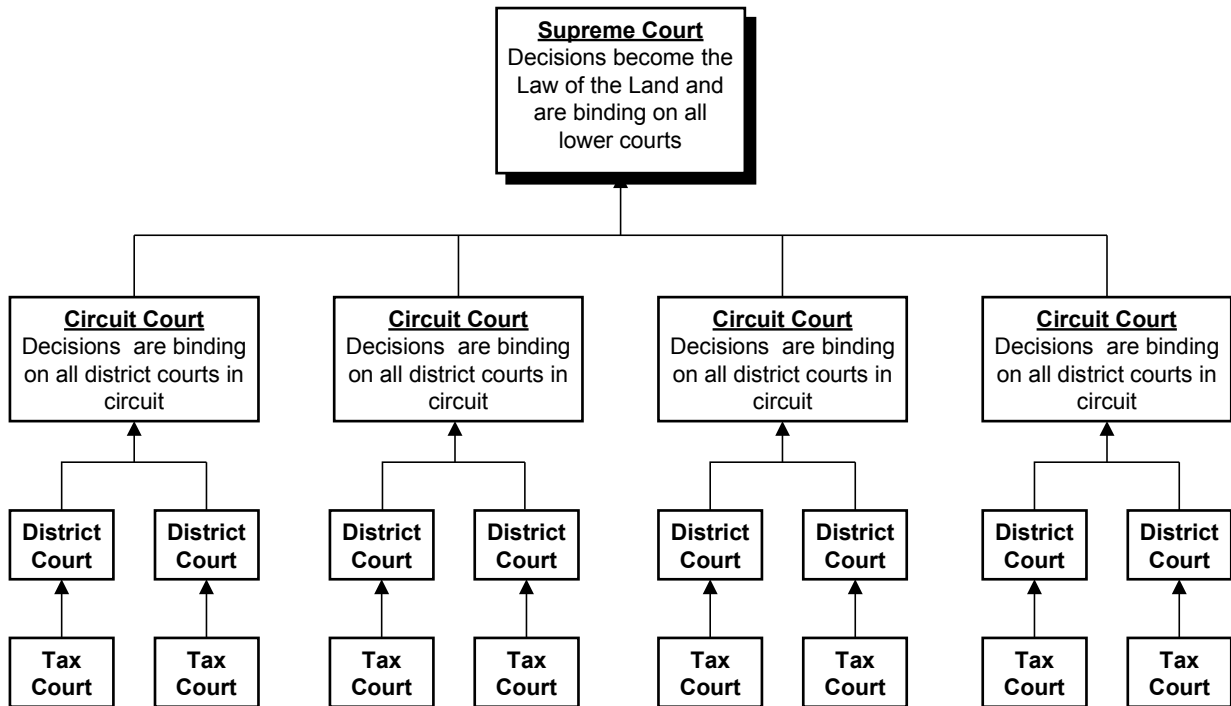 Supreme Court
Decisions become the
Law of the Land and
are binding on all
lower courts
Circuit Court
Decisions are binding
on all district courts in
circuit
Circuit Court
Decisions are binding
on all district courts in
circuit
Circuit Court
Decisions are binding
on all district courts in
circuit
Circuit Court
Decisions are binding
on all district courts in
circuit
District
Court
District
Court
District
Court
District
Court
District
Court
District
Court
District
Court
District
Court
Tax
Court
Tax
Court
Tax
Court
Tax
Court
Tax
Court
Tax
Court
Tax
Court
Tax
Court